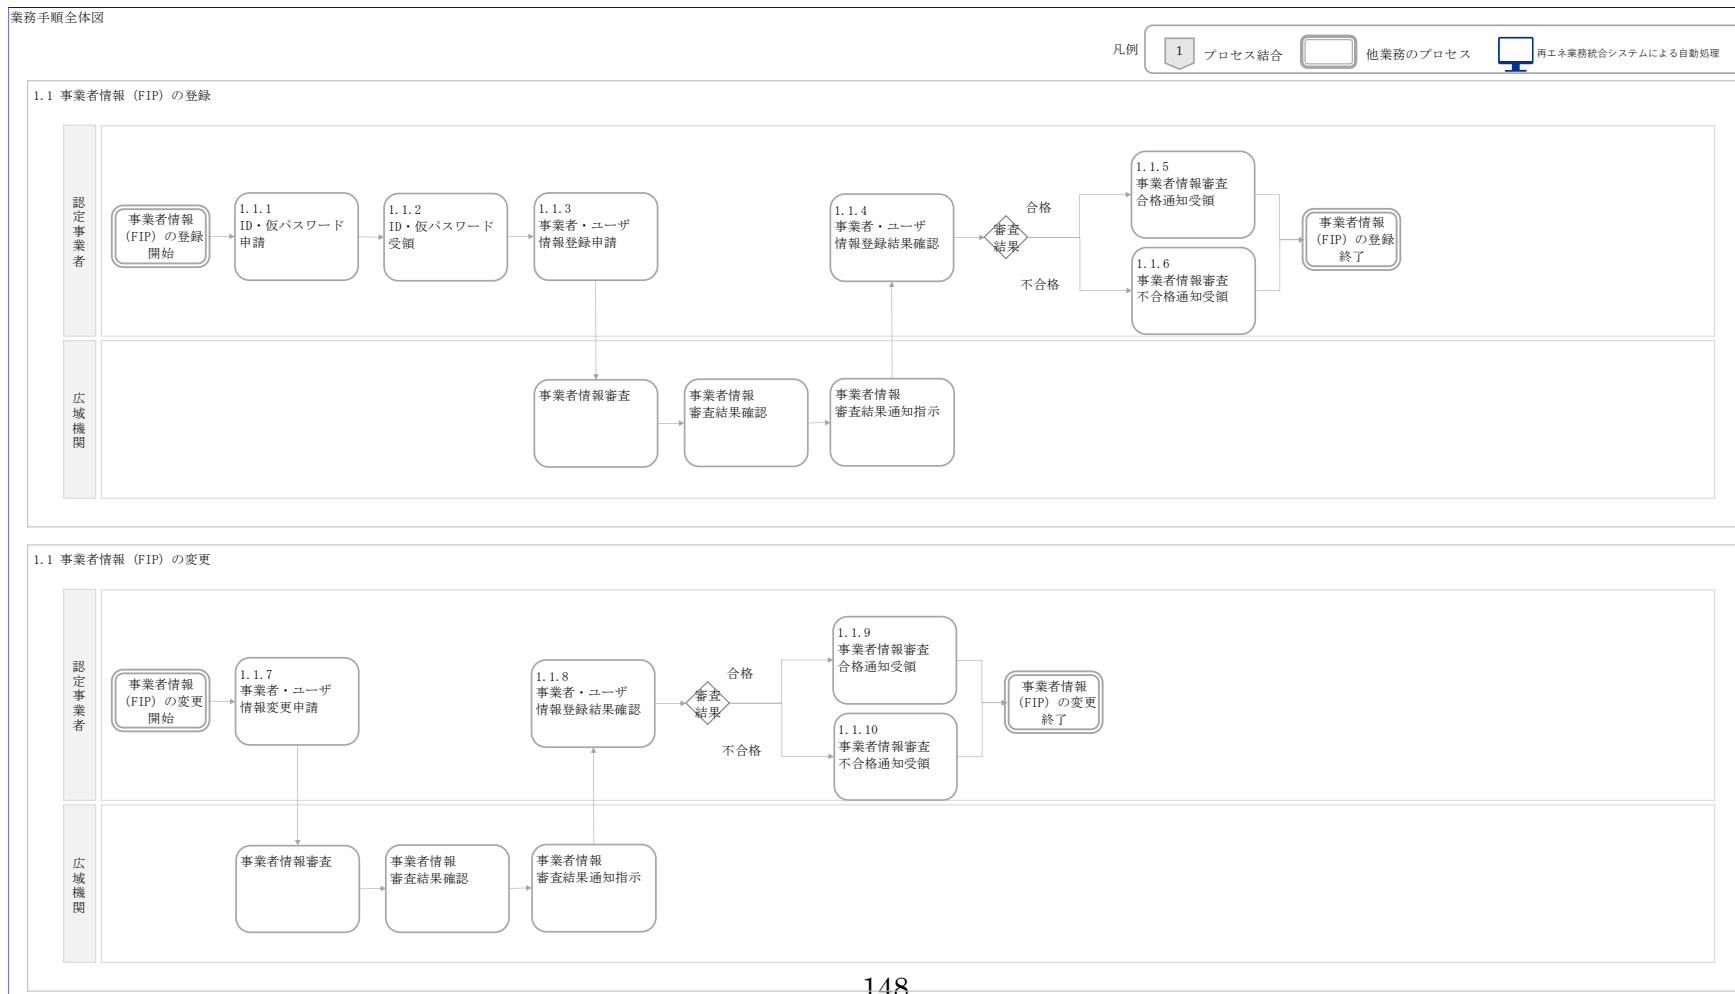 業務手順全体図
凡例
1
プロセス結合
他業務のプロセス
再エネ業務統合システムによる自動処理
1.1 事業者情報（FIP）の登録
認定事業者
事業者情報
（FIP）の登録
開始
1.1.1
ID・仮パスワード
申請
1.1.2
ID・仮パスワード
受領
1.1.3
事業者・ユーザ
情報登録申請
1.1.4
事業者・ユーザ
情報登録結果確認
審査
結果
合格
不合格
1.1.5
事業者情報審査
合格通知受領
1.1.6
事業者情報審査
不合格通知受領
事業者情報
（FIP）の登録
終了
広域機関
事業者情報審査
事業者情報
審査結果確認
事業者情報
審査結果通知指示
1.1 事業者情報（FIP）の変更
認定事業者
事業者情報
（FIP）の変更
開始
1.1.7
事業者・ユーザ
情報変更申請
1.1.8
事業者・ユーザ
情報登録結果確認
審査
結果
合格
不合格
1.1.9
事業者情報審査
合格通知受領
1.1.10
事業者情報審査
不合格通知受領
事業者情報
（FIP）の変更
終了
広域機関
事業者情報審査
事業者情報
審査結果確認
事業者情報
審査結果通知指示
148